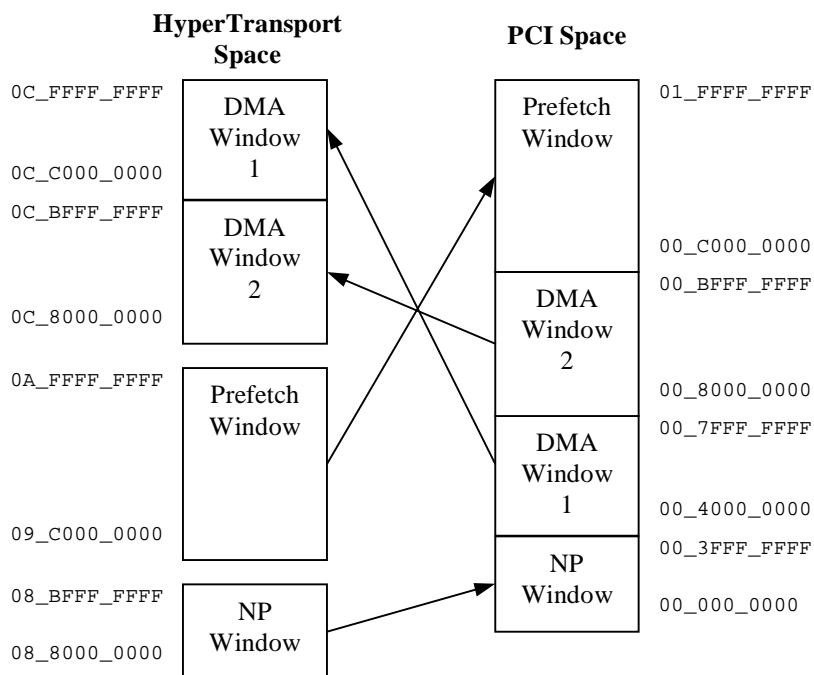 HyperTransport
Space
PCI Space
0C_FFFF_FFFF
DMA
Window
1
0C_C000_0000
0C_BFFF_FFFF
DMA
Window
2
0C_8000_0000
0A_FFFF_FFFF
Prefetch
Window
09_C000_0000
08_BFFF_FFFF
NP
Window
08_8000_0000
01_FFFF_FFFF
Prefetch
Window
00_C000_0000
00_BFFF_FFFF
DMA
Window
2
00_8000_0000
00_7FFF_FFFF
DMA
Window
1
00_4000_0000
00_3FFF_FFFF
NP
Window
00_000_0000